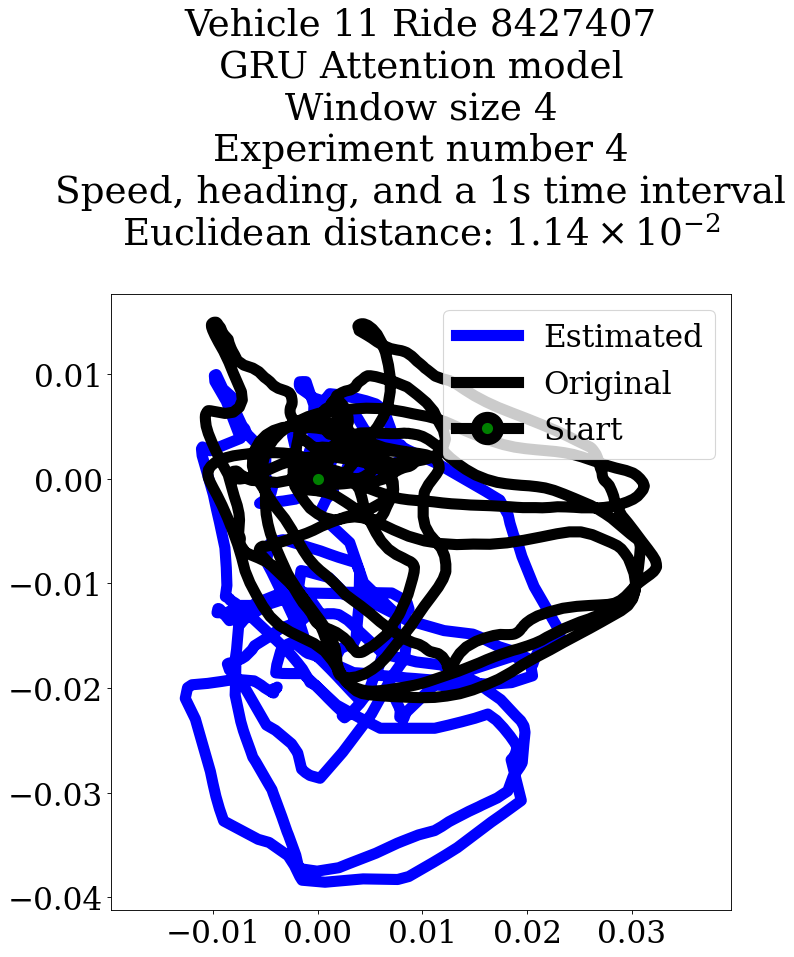 Vehicle 11 Ride 8427407
GRU Attention model
Window size 4
Experiment number 4
Speed, heading, and a 1s time interval
Euclidean distance: 1.14 × 10⁻²
Estimated
Original
Start
0.01
0.00
−0.01
−0.02
−0.03
−0.04
−0.01 0.00 0.01 0.02 0.03